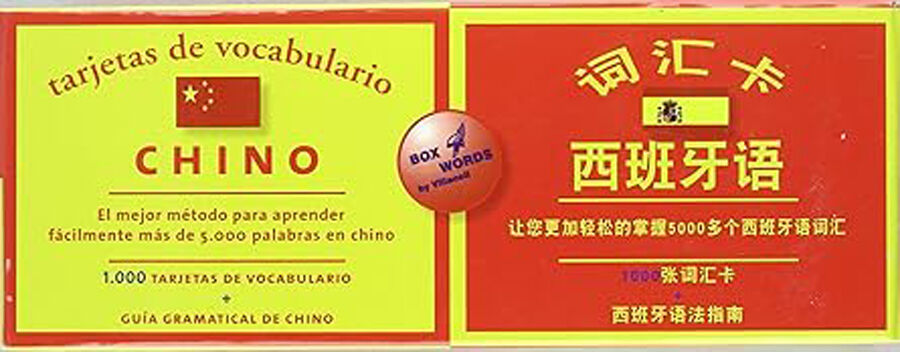 tarjetas de vocabulario
CHINO
El mejor método para aprender
fácilmente más de 5.000 palabras en chino
1.000 TARJETAS DE VOCABULARIO
+
GUÍA GRAMATICAL DE CHINO
BOX WORDS
by Villanoil
词汇卡
西班牙语
让您更加轻松的掌握5000多个西班牙语词汇
1000张词汇卡
+
西班牙语法指南